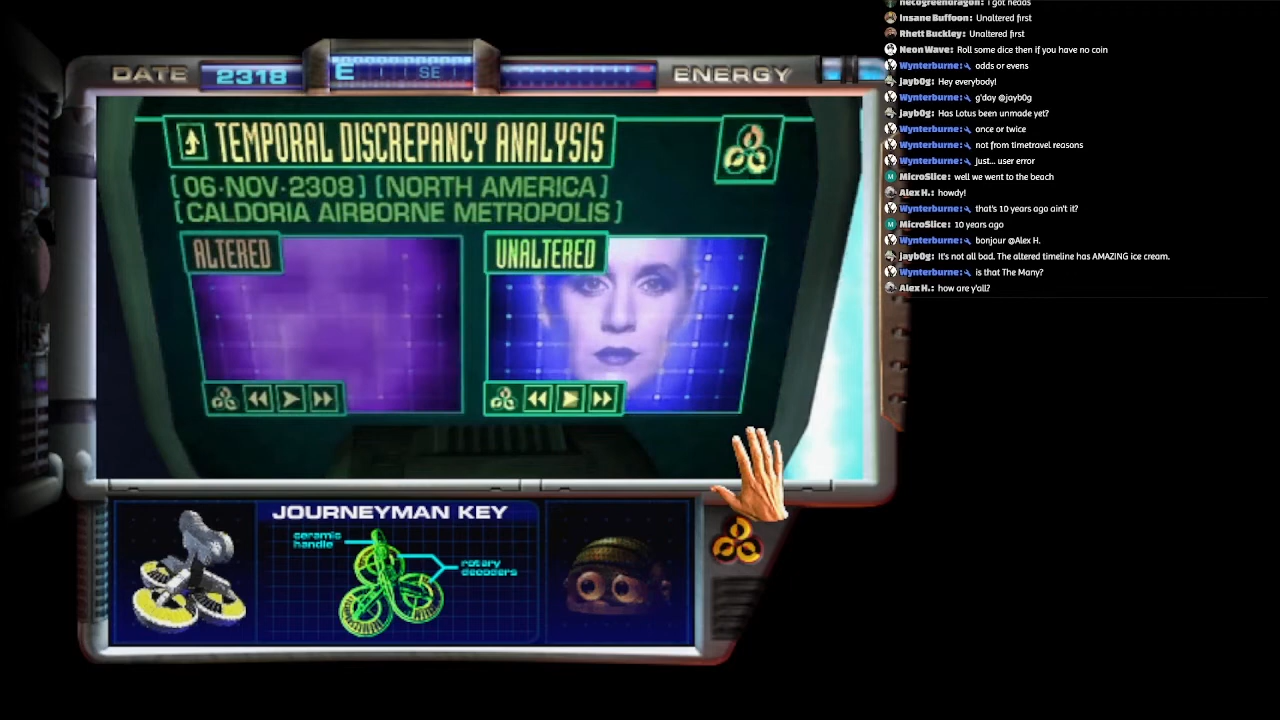 DATE 2318 E SE ENERGY
TEMPORAL DISCREPANCY ANALYSIS
[06·NOV·2308] [NORTH AMERICA]
[CALDORIA AIRBORNE METROPOLIS]
ALTERED
UNALTERED
JOURNEYMAN KEY
ceramic
handle
rotary
decoders
necogreendragon: i got heads
Insane Buffoon: Unaltered first
Rhett Buckley: Unaltered first
Neon Wave: Roll some dice then if you have no coin
Wynterburne: odds or evens
Jayb0g: Hey everybody!
Wynterburne: g'day @jayb0g
Jayb0g: Has Lotus been unmade yet?
Wynterburne: once or twice
Wynterburne: not from timetravel reasons
Wynterburne: just... user error
M MicroSlice: well we went to the beach
Alex H.: howdy!
Wynterburne: that's 10 years ago ain't it?
M MicroSlice: 10 years ago
Wynterburne: bonjour @Alex H.
Jayb0g: It's not all bad. The altered timeline has AMAZING ice cream.
Wynterburne: is that The Many?
Alex H.: how are y'all?